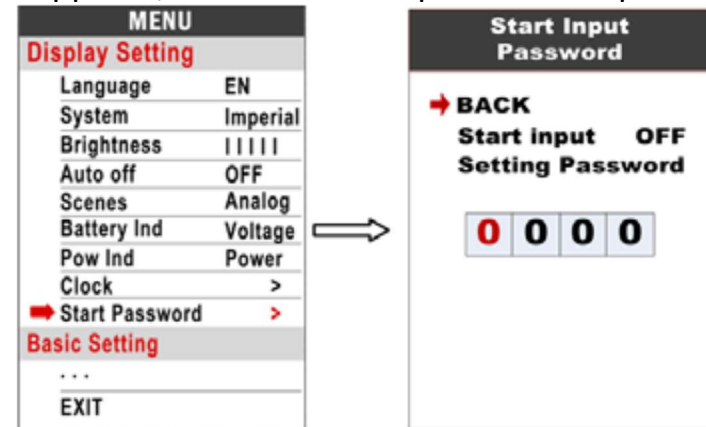 MENU
Display Setting
Language EN
System Imperial
Brightness | | | | |
Auto off OFF
Scenes Analog
Battery Ind Voltage
Pow Ind Power
Clock >
Start Password >
Basic Setting
. . .
EXIT
Start Input
Password
BACK
Start input OFF
Setting Password
0 0 0 0